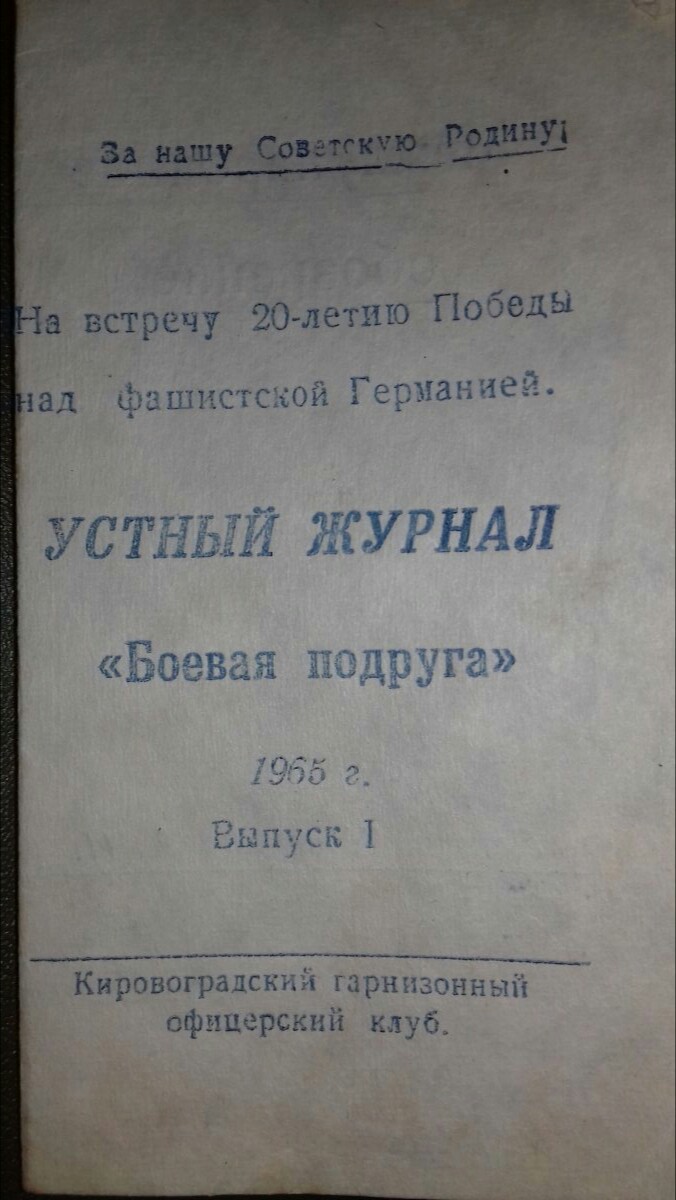 За нашу Советскую Родину!
На встречу 20-летию Победы
над фашистской Германией.
УСТНЫЙ ЖУРНАЛ
«Боевая подруга»
1965 г.
Выпуск I
Кировоградский гарнизонный
офицерский клуб.